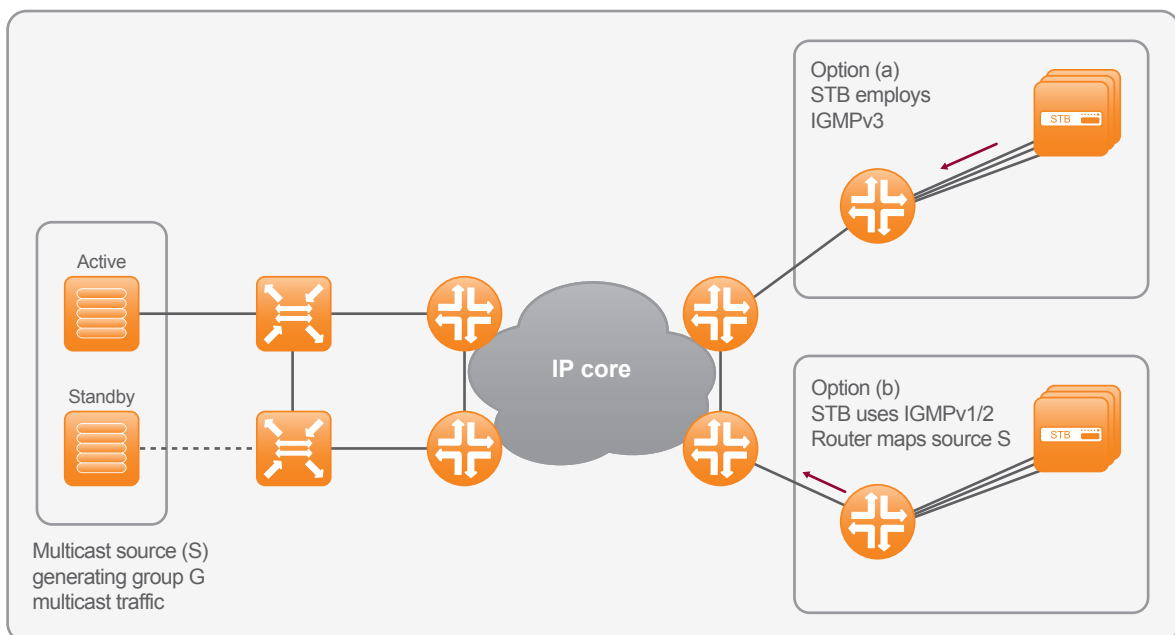 Active
Standby
Multicast source (S)
generating group G
multicast traffic
IP core
Option (a)
STB employs
IGMPv3
STB
Option (b)
STB uses IGMPv1/2
Router maps source S
STB